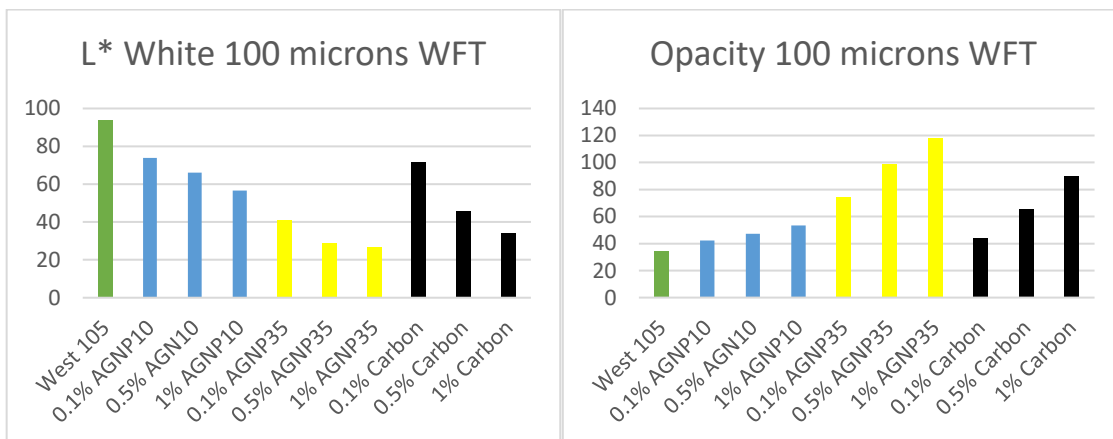 L* White 100 microns WFT
100
80
60
40
20
0
West 105
0.1% AGNP10
0.5% AGN10
1% AGNP10
0.1% AGNP35
0.5% AGNP35
1% AGNP35
0.1% Carbon
0.5% Carbon
1% Carbon
Opacity 100 microns WFT
140
120
100
80
60
40
20
0
West 105
0.1% AGNP10
0.5% AGN10
1% AGNP10
0.1% AGNP35
0.5% AGNP35
1% AGNP35
0.1% Carbon
0.5% Carbon
1% Carbon